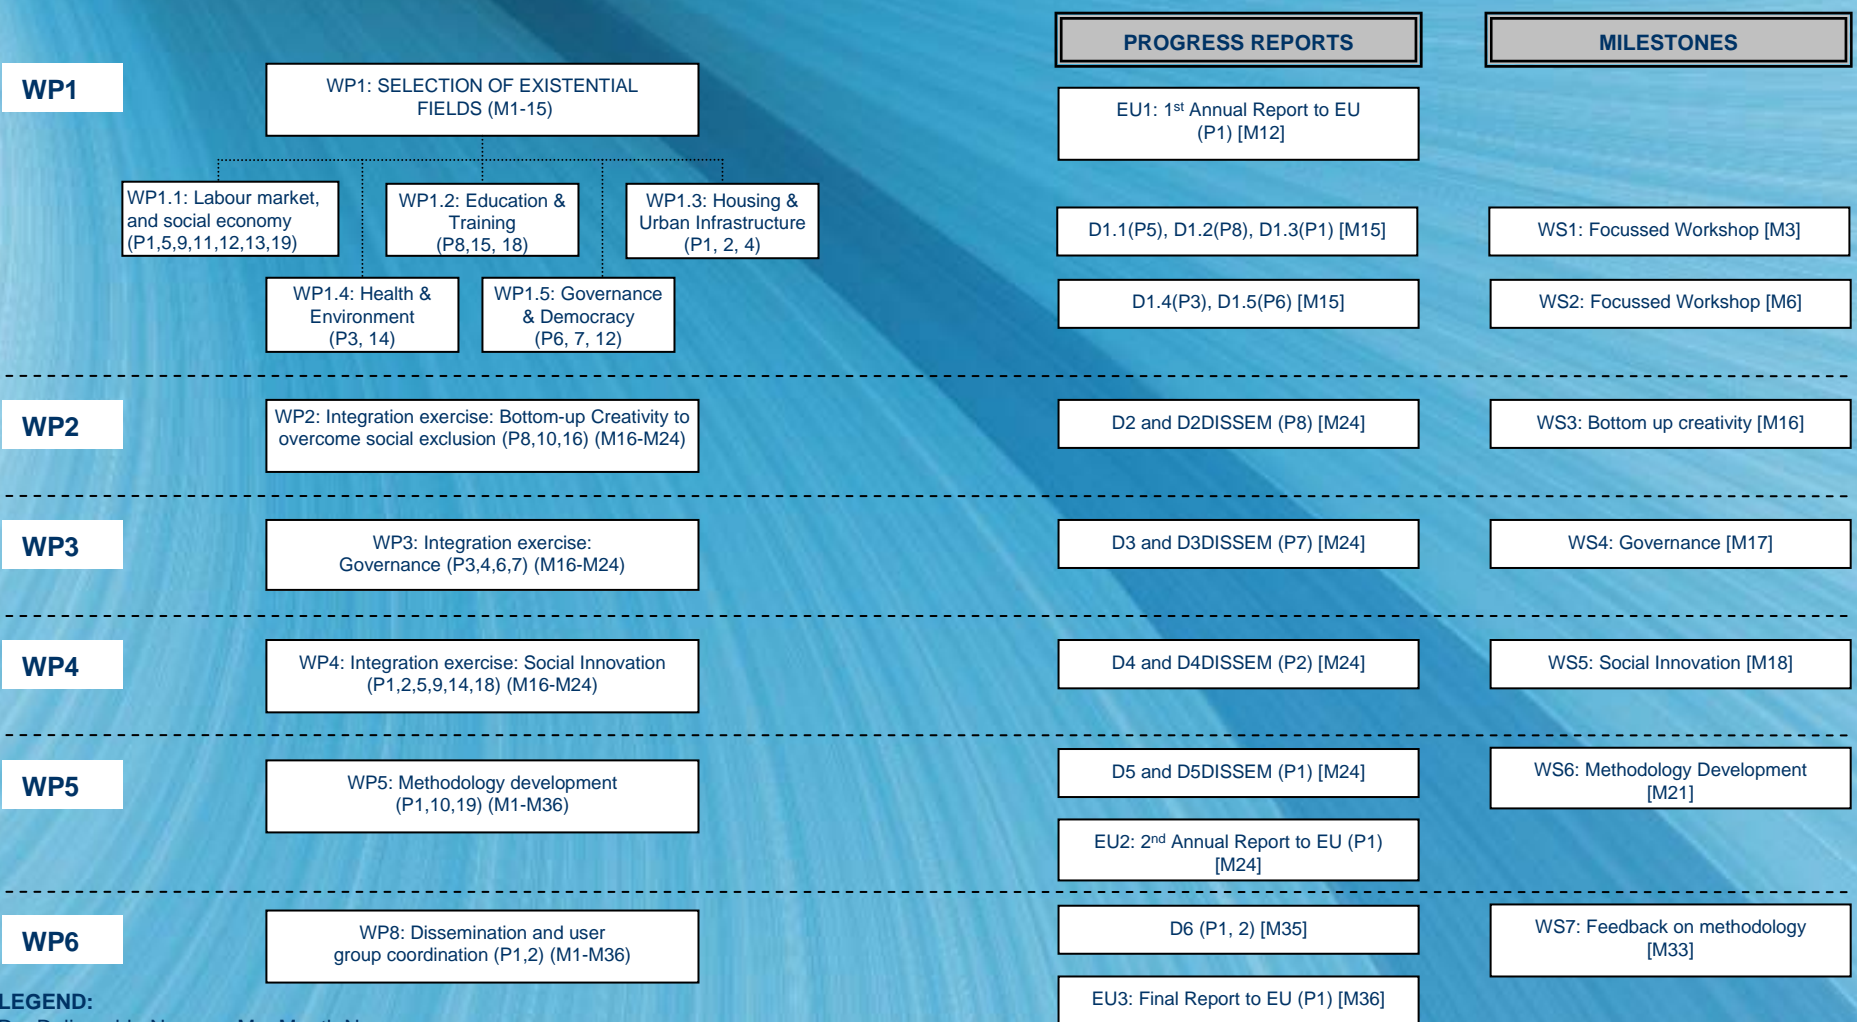 PROGRESS REPORTS
MILESTONES
WP1
WP1: SELECTION OF EXISTENTIAL
FIELDS (M1-15)
EU1: 1st Annual Report to EU
(P1) [M12]
WP1.1: Labour market,
and social economy
(P1,5,9,11,12,13,19)
WP1.2: Education &
Training
(P8,15, 18)
WP1.3: Housing &
Urban Infrastructure
(P1, 2, 4)
D1.1(P5), D1.2(P8), D1.3(P1) [M15]
WS1: Focussed Workshop [M3]
WP1.4: Health &
Environment
(P3, 14)
WP1.5: Governance
& Democracy
(P6, 7, 12)
D1.4(P3), D1.5(P6) [M15]
WS2: Focussed Workshop [M6]
WP2
WP2: Integration exercise: Bottom-up Creativity to
overcome social exclusion (P8,10,16) (M16-M24)
D2 and D2DISSEM (P8) [M24]
WS3: Bottom up creativity [M16]
WP3
WP3: Integration exercise:
Governance (P3,4,6,7) (M16-M24)
D3 and D3DISSEM (P7) [M24]
WS4: Governance [M17]
WP4
WP4: Integration exercise: Social Innovation
(P1,2,5,9,14,18) (M16-M24)
D4 and D4DISSEM (P2) [M24]
WS5: Social Innovation [M18]
WP5
WP5: Methodology development
(P1,10,19) (M1-M36)
D5 and D5DISSEM (P1) [M24]
WS6: Methodology Development
[M21]
EU2: 2nd Annual Report to EU (P1)
[M24]
WP6
WP8: Dissemination and user
group coordination (P1,2) (M1-M36)
D6 (P1, 2) [M35]
WS7: Feedback on methodology
[M33]
EU3: Final Report to EU (P1) [M36]
LEGEND: